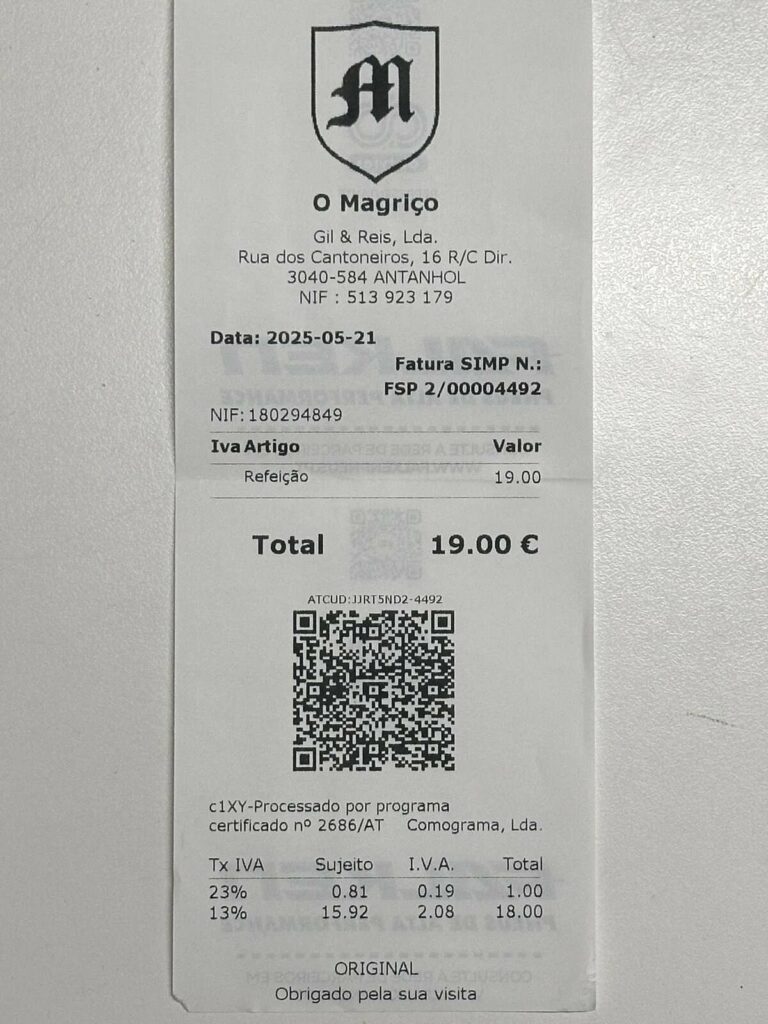 M
O Magriço
Gil & Reis, Lda.
Rua dos Cantoneiros, 16 R/C Dir.
3040-584 ANTANHOL
NIF : 513 923 179
Data: 2025-05-21
Fatura SIMP N.:
FSP 2/00004492
NIF:180294849
Iva Artigo Valor
Refeição 19.00
Total 19.00 €
ATCUD:JJRT5ND2-4492
c1XY-Processado por programa
certificado nº 2686/AT Comograma, Lda.
Tx IVA Sujeito I.V.A. Total
23% 0.81 0.19 1.00
13% 15.92 2.08 18.00
ORIGINAL
Obrigado pela sua visita